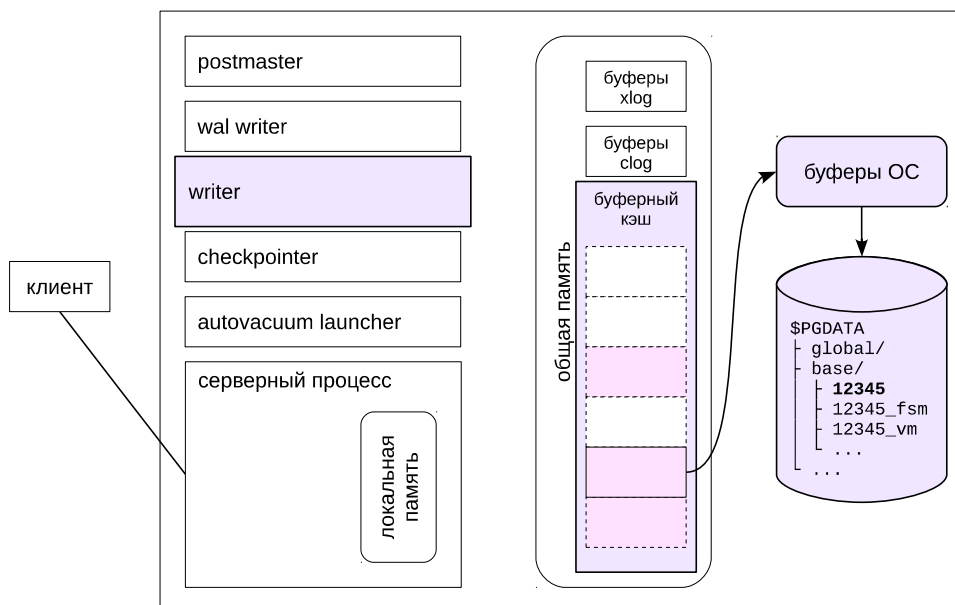 postmaster
wal writer
writer
checkpointer
autovacuum launcher
клиент
серверный процесс
локальная
память
общая память
буферы
xlog
буферы
clog
буферный
кэш
буферы ОС
$PGDATA
├ global/
├ base/
│ ├ 12345
│ ├ 12345_fsm
│ ├ 12345_vm
│ └ ...
└ ...